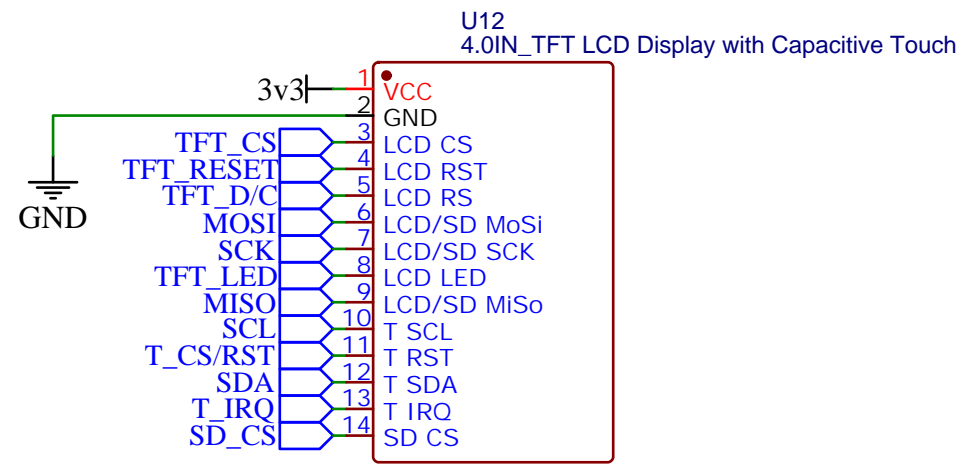 U12
4.0IN_TFT LCD Display with Capacitive Touch
3v3 1 VCC
2 GND
TFT_CS 3 LCD CS
TFT_RESET 4 LCD RST
TFT_D/C 5 LCD RS
MOSI 6 LCD/SD MoSi
SCK 7 LCD/SD SCK
TFT_LED 8 LCD LED
MISO 9 LCD/SD MiSo
SCL 10 T SCL
T_CS/RST 11 T RST
SDA 12 T SDA
T_IRQ 13 T IRQ
SD_CS 14 SD CS
GND